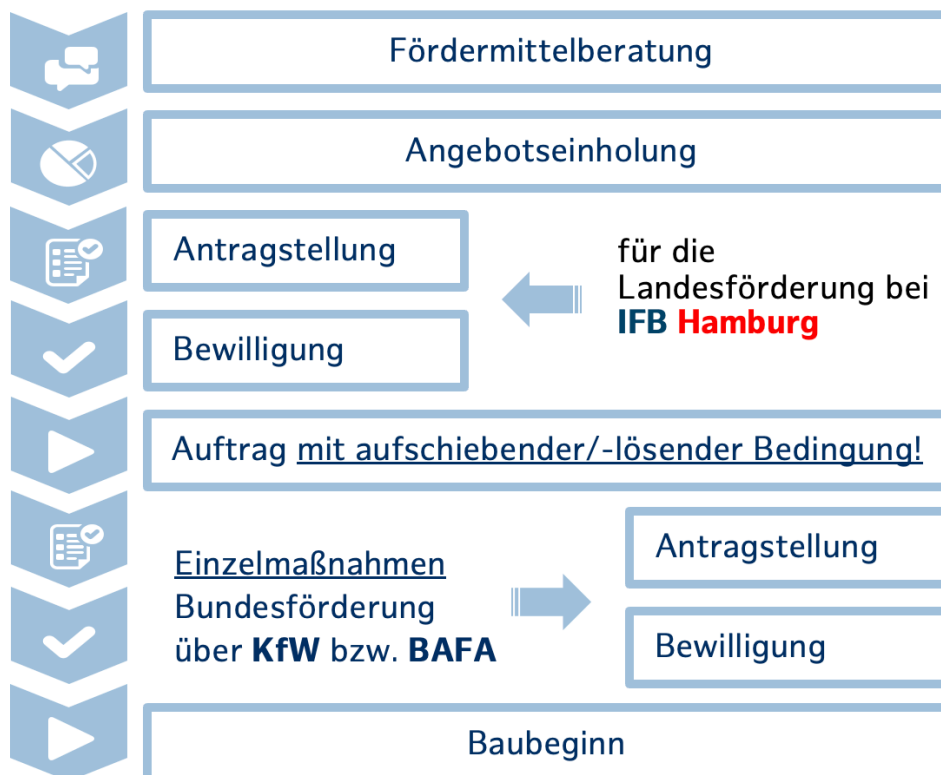 Fördermittelberatung
Angebotseinholung
Antragstellung
für die
Landesförderung bei
IFB Hamburg
Bewilligung
Auftrag mit aufschiebender/-lösender Bedingung!
Einzelmaßnahmen
Bundesförderung
über KfW bzw. BAFA
Antragstellung
Bewilligung
Baubeginn